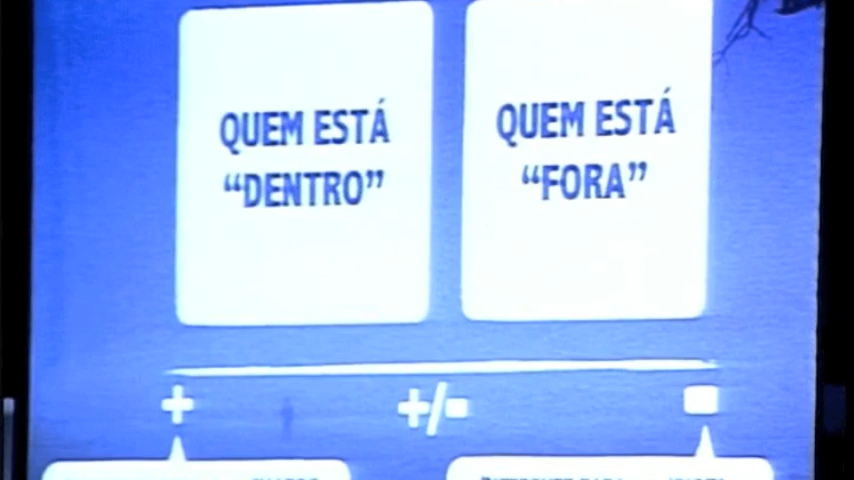 QUEM ESTÁ
“DENTRO”
QUEM ESTÁ
“FORA”
+
+/-
-